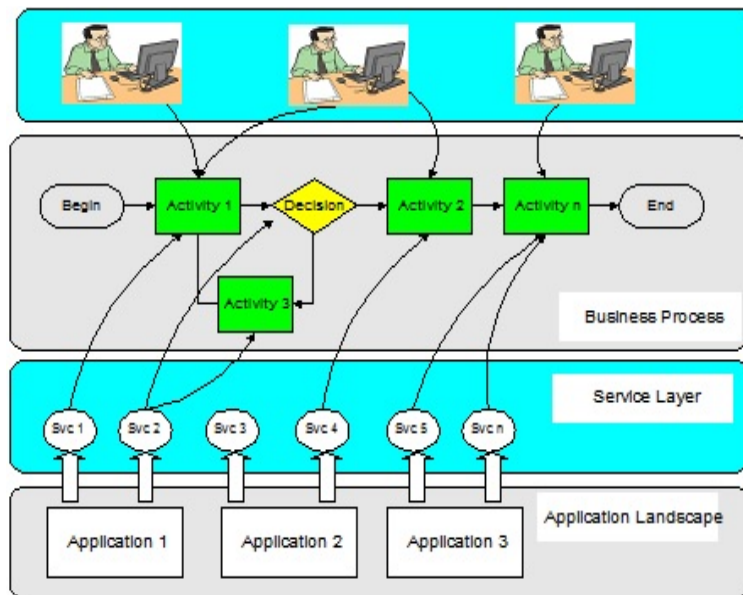 Begin
Activity 1
Decision
Activity 2
Activity n
End
Activity 3
Business Process
Service Layer
Svc 1
Svc 2
Svc 3
Svc 4
Svc 5
Svc n
Application Landscape
Application 1
Application 2
Application 3